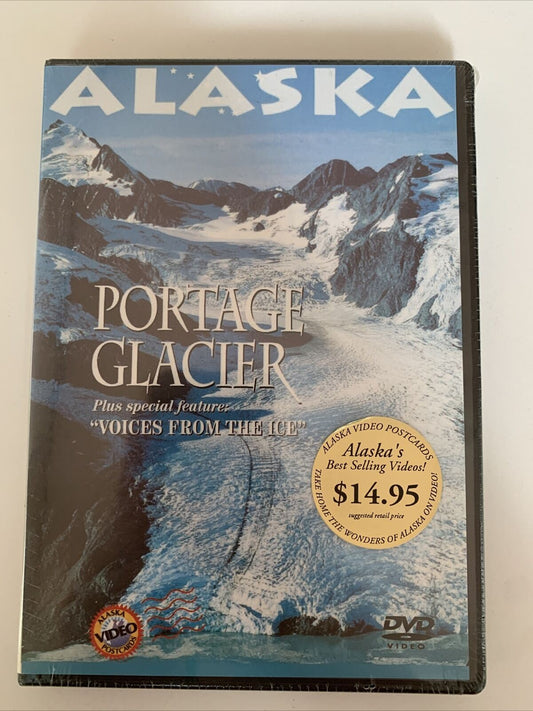 ALASKA
PORTAGE
GLACIER
Plus special feature:
"VOICES FROM THE ICE"
ALASKA VIDEO POSTCARDS
Alaska's
Best Selling Videos!
$14.95
suggested retail price
TAKE HOME THE WONDERS OF ALASKA ON VIDEO!
ALASKA
VIDEO
POSTCARDS
DVD
VIDEO